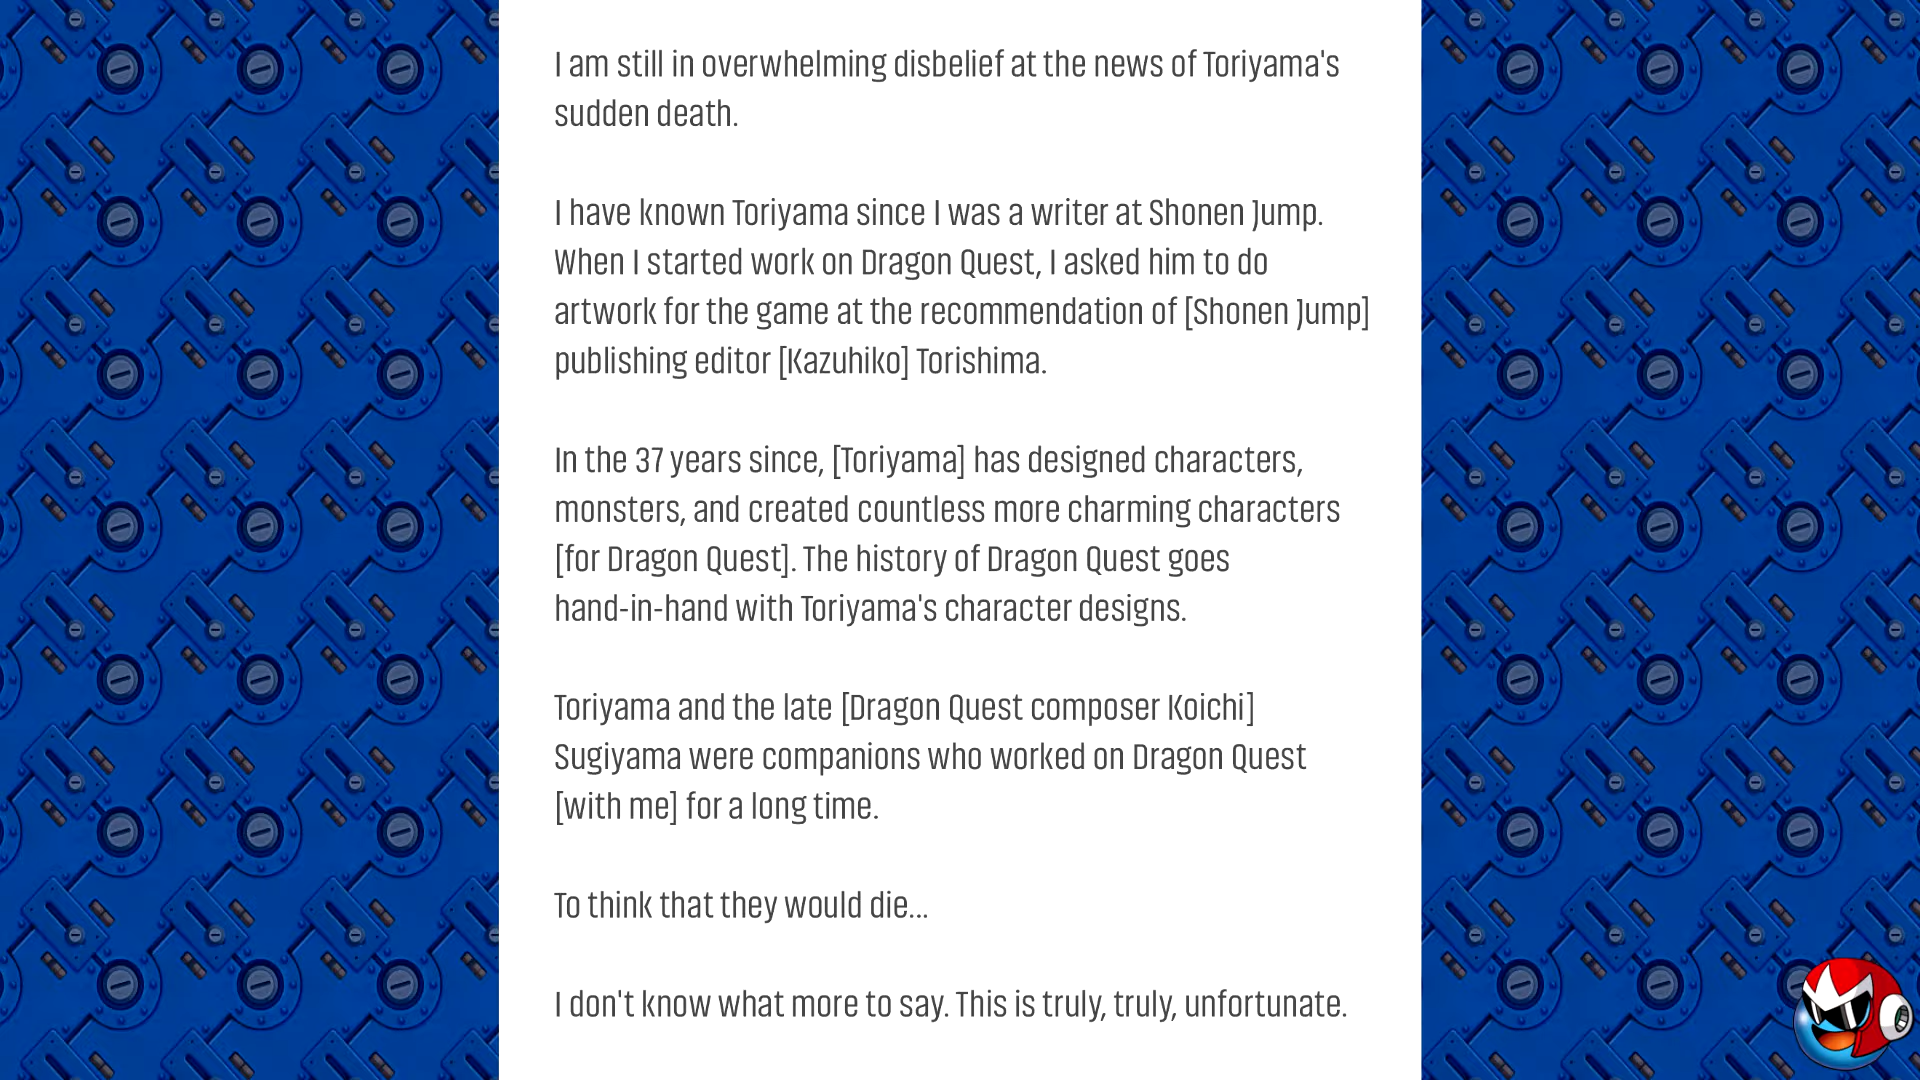 I am still in overwhelming disbelief at the news of Toriyama's
sudden death.
I have known Toriyama since I was a writer at Shonen Jump.
When I started work on Dragon Quest, I asked him to do
artwork for the game at the recommendation of [Shonen Jump]
publishing editor [Kazuhiko] Torishima.
In the 37 years since, [Toriyama] has designed characters,
monsters, and created countless more charming characters
[for Dragon Quest]. The history of Dragon Quest goes
hand-in-hand with Toriyama's character designs.
Toriyama and the late [Dragon Quest composer Koichi]
Sugiyama were companions who worked on Dragon Quest
[with me] for a long time.
To think that they would die...
I don't know what more to say. This is truly, truly, unfortunate.